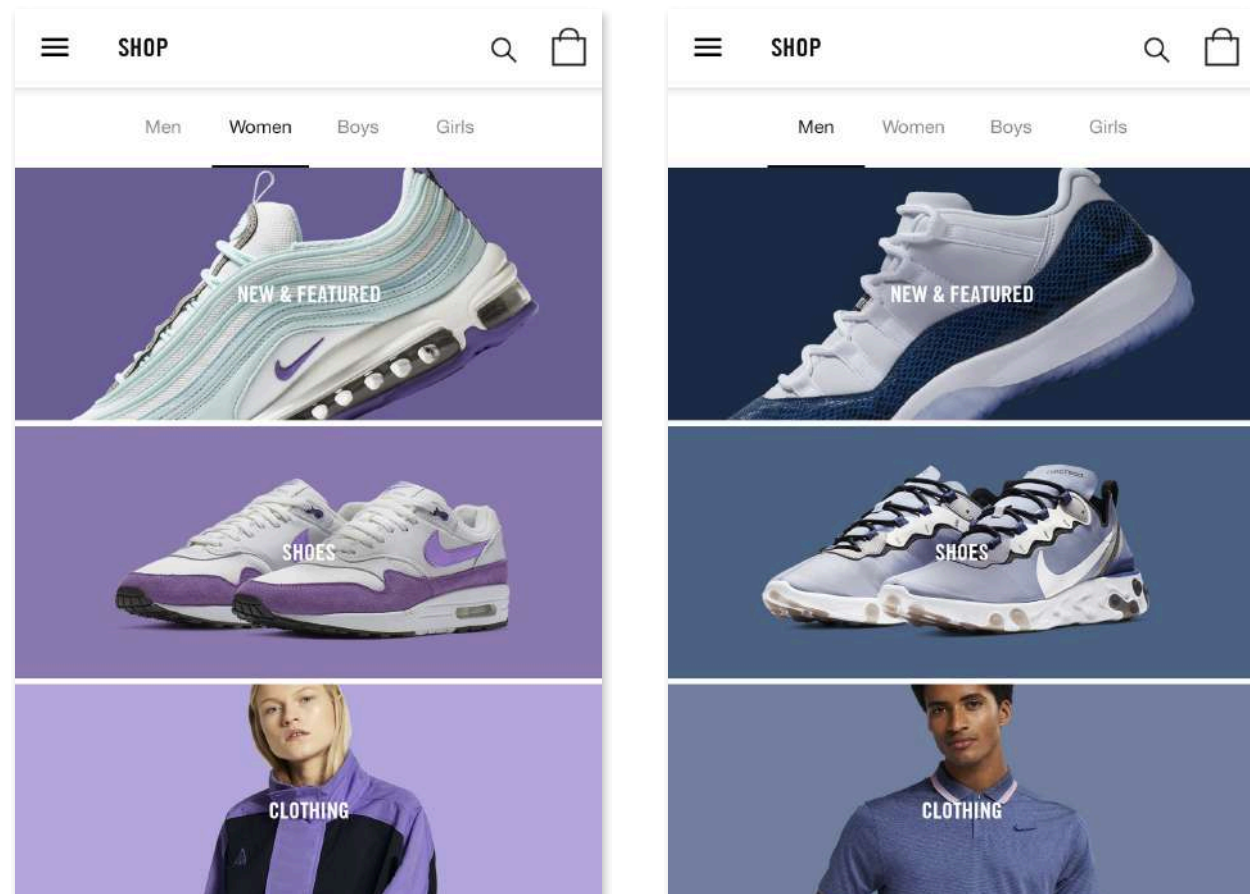 SHOP
Men Women Boys Girls
NEW & FEATURED
SHOES
CLOTHING
SHOP
Men Women Boys Girls
NEW & FEATURED
SHOES
CLOTHING